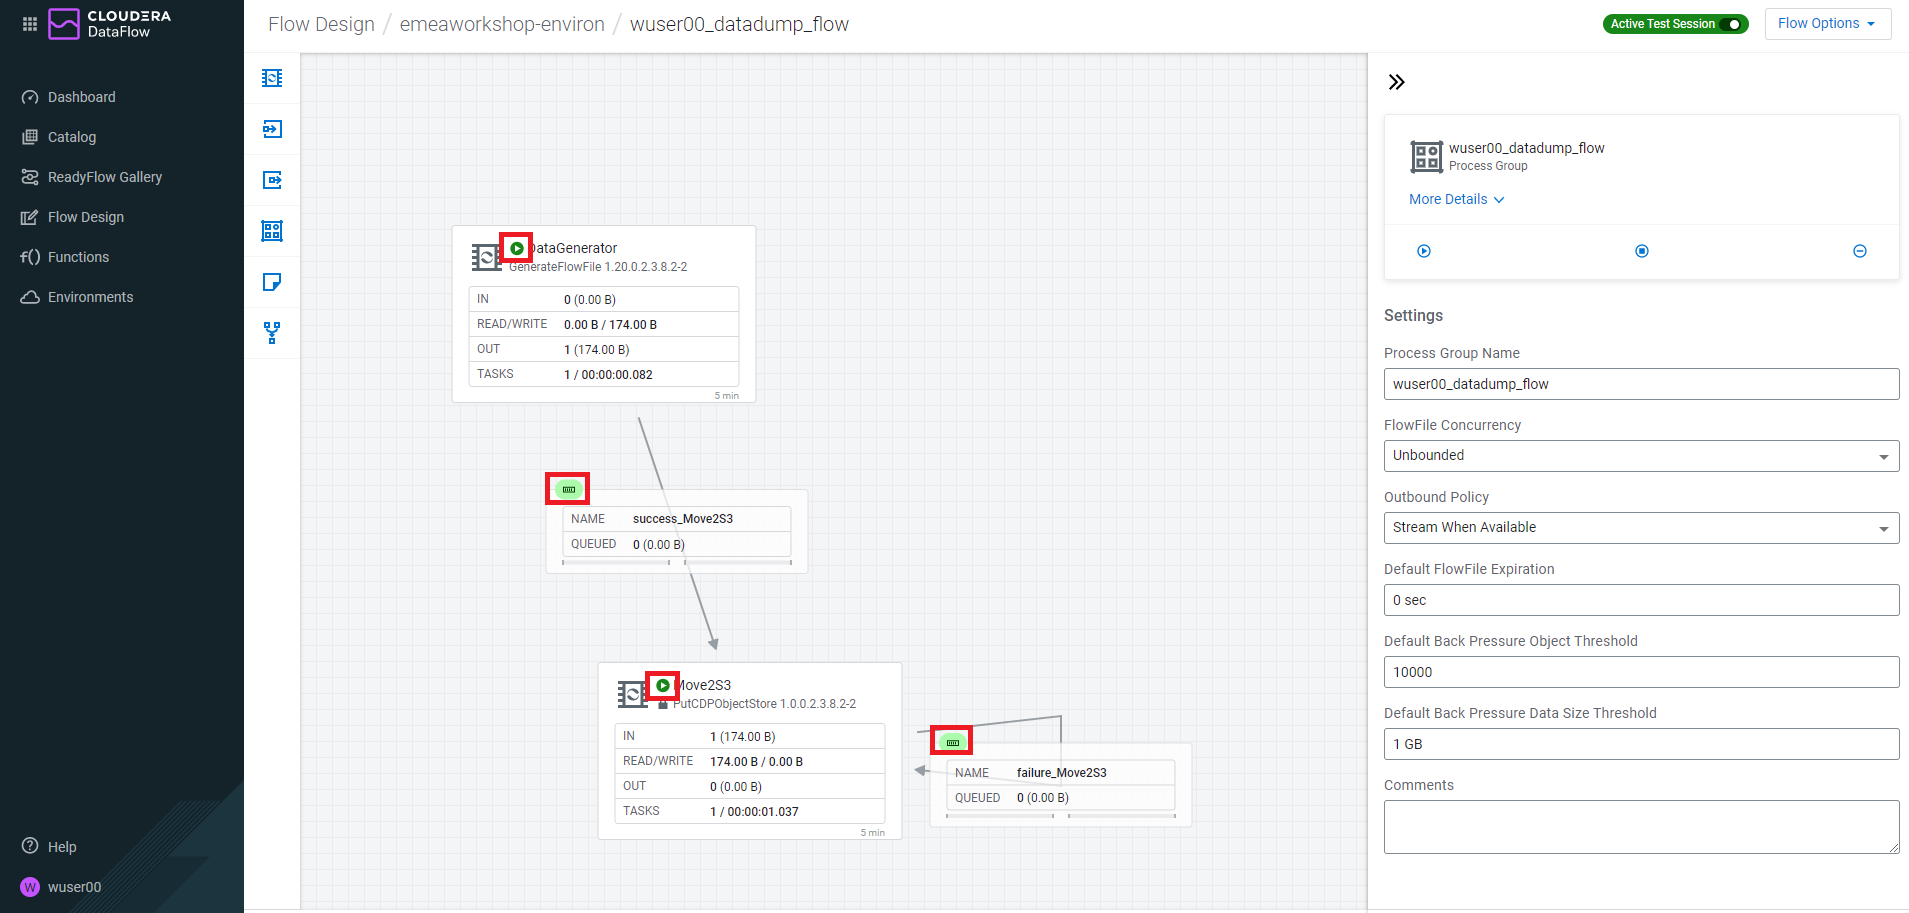 CLOUDERA
DataFlow
Dashboard
Catalog
ReadyFlow Gallery
Flow Design
Functions
Environments
Help
W wuser00
Flow Design / emeaworkshop-environ / wuser00_datadump_flow
Active Test Session
Flow Options
DataGenerator
GenerateFlowFile 1.20.0.2.3.8.2-2
IN 0 (0.00 B)
READ/WRITE 0.00 B / 174.00 B
OUT 1 (174.00 B)
TASKS 1 / 00:00:00.082
5 min
NAME success_Move2S3
QUEUED 0 (0.00 B)
Move2S3
PutCDPObjectStore 1.0.0.2.3.8.2-2
IN 1 (174.00 B)
READ/WRITE 174.00 B / 0.00 B
OUT 0 (0.00 B)
TASKS 1 / 00:00:01.037
5 min
NAME failure_Move2S3
QUEUED 0 (0.00 B)
wuser00_datadump_flow
Process Group
More Details
Settings
Process Group Name
wuser00_datadump_flow
FlowFile Concurrency
Unbounded
Outbound Policy
Stream When Available
Default FlowFile Expiration
0 sec
Default Back Pressure Object Threshold
10000
Default Back Pressure Data Size Threshold
1 GB
Comments